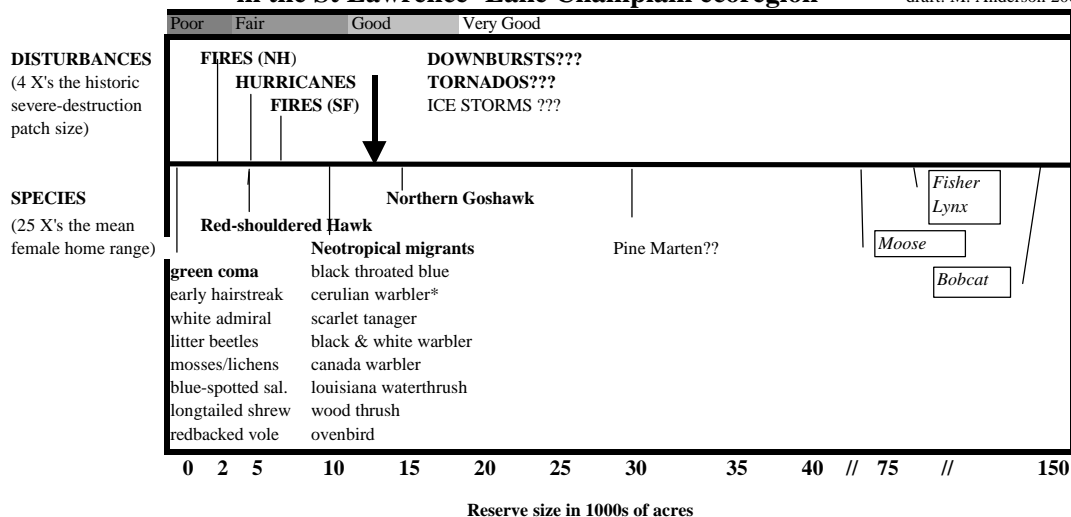 in the St Lawrence- Lake Champlain ecoregion
draft: M. Anderson
Poor Fair Good Very Good
DISTURBANCES
(4 X's the historic
severe-destruction
patch size)
FIRES (NH)
HURRICANES
FIRES (SF)
DOWNBURSTS???
TORNADOS???
ICE STORMS ???
SPECIES
(25 X's the mean
female home range)
Northern Goshawk
Red-shouldered Hawk
Neotropical migrants
black throated blue
cerulian warbler*
scarlet tanager
black & white warbler
canada warbler
louisiana waterthrush
wood thrush
ovenbird
green coma
early hairstreak
white admiral
litter beetles
mosses/lichens
blue-spotted sal.
longtailed shrew
redbacked vole
Pine Marten??
Fisher
Lynx
Moose
Bobcat
0 2 5 10 15 20 25 30 35 40 // 75 // 150
Reserve size in 1000s of acres